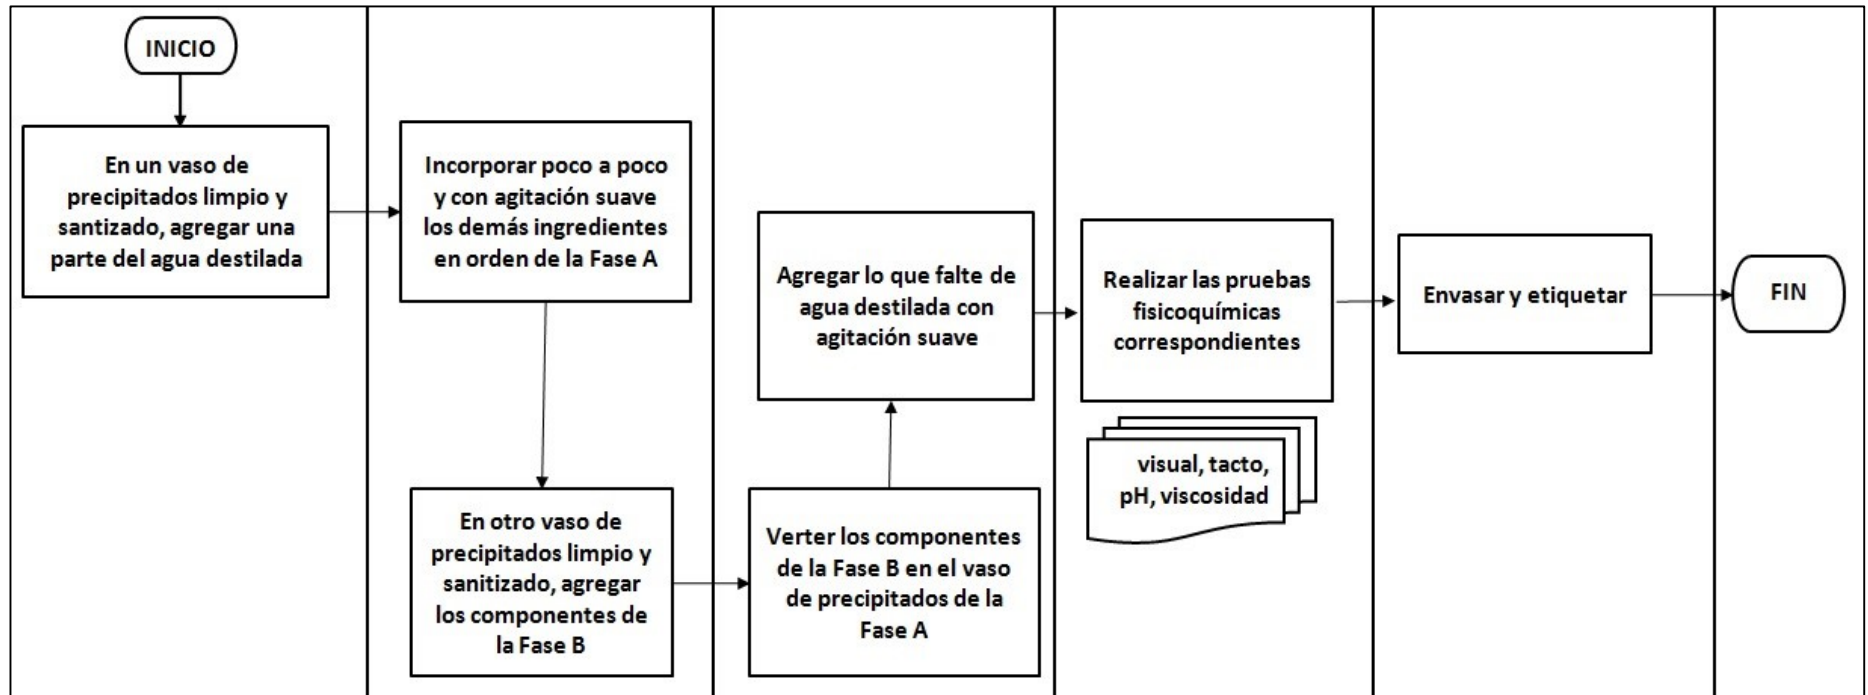 INICIO
En un vaso de
precipitados limpio y
santizado, agregar una
parte del agua destilada
Incorporar poco a poco
y con agitación suave
los demás ingredientes
en orden de la Fase A
En otro vaso de
precipitados limpio y
sanitizado, agregar
los componentes de
la Fase B
Verter los componentes
de la Fase B en el vaso
de precipitados de la
Fase A
Agregar lo que falte de
agua destilada con
agitación suave
Realizar las pruebas
fisicoquímicas
correspondientes
visual, tacto,
pH, viscosidad
Envasar y etiquetar
FIN